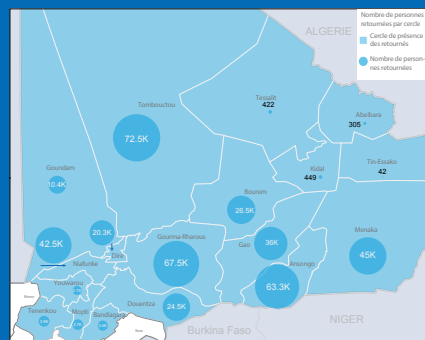 Nombre de personnes
retournées par cercle
Cercle de présence
des retournés
Nombre de person-
nes retournées
ALGERIE
Tessalit
422
Abeibara
305
Tombouctou
72.5K
Kidal
449
Tin-Essako
42
Goundam
10.4K
Bourem
26.5K
20.3K
Diré
42.5K
Niafunke
Gourma-Rharous
67.5K
Gao
36K
Menaka
45K
Ansongo
63.3K
Youwarou
Douentza
24.5K
Tenenkou
Mopti
Bandiagara
Burkina Faso
NIGER